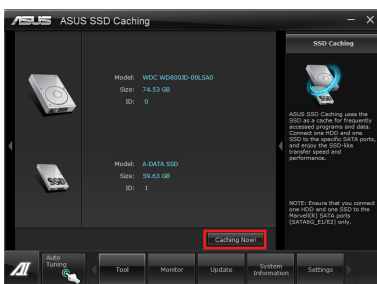 ASUS ASUS SSD Caching
SSD Caching
Model: WDC WD800JD-00LSA0
Size: 74.53 GB
ID: 0
ASUS SSD Caching uses the
SSD as a cache for frequently
accessed programs and data.
Connect one HDD and one
SSD to the specific SATA ports,
and enjoy the SSD-like
transfer speed and
performance.
SSD
Model: A-DATA SSD
Size: 59.63 GB
ID: 1
NOTE: Ensure that you connect
one HDD and one SSD to the
Marvell(R) SATA ports
(SATA6G_E1/E2) only.
Caching Now!
Auto
Tuning
Tool
Monitor
Update
System
Information
Settings